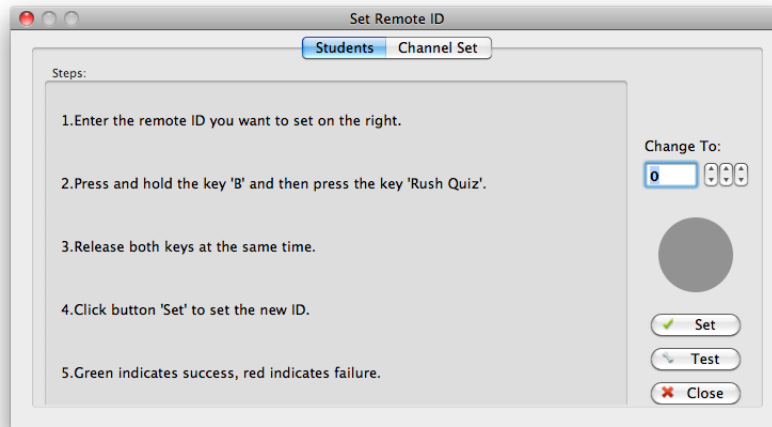 Set Remote ID
Students Channel Set
Steps:
1.Enter the remote ID you want to set on the right.
Change To:
0
2.Press and hold the key 'B' and then press the key 'Rush Quiz'.
3.Release both keys at the same time.
4.Click button 'Set' to set the new ID.
Set
Test
5.Green indicates success, red indicates failure.
Close